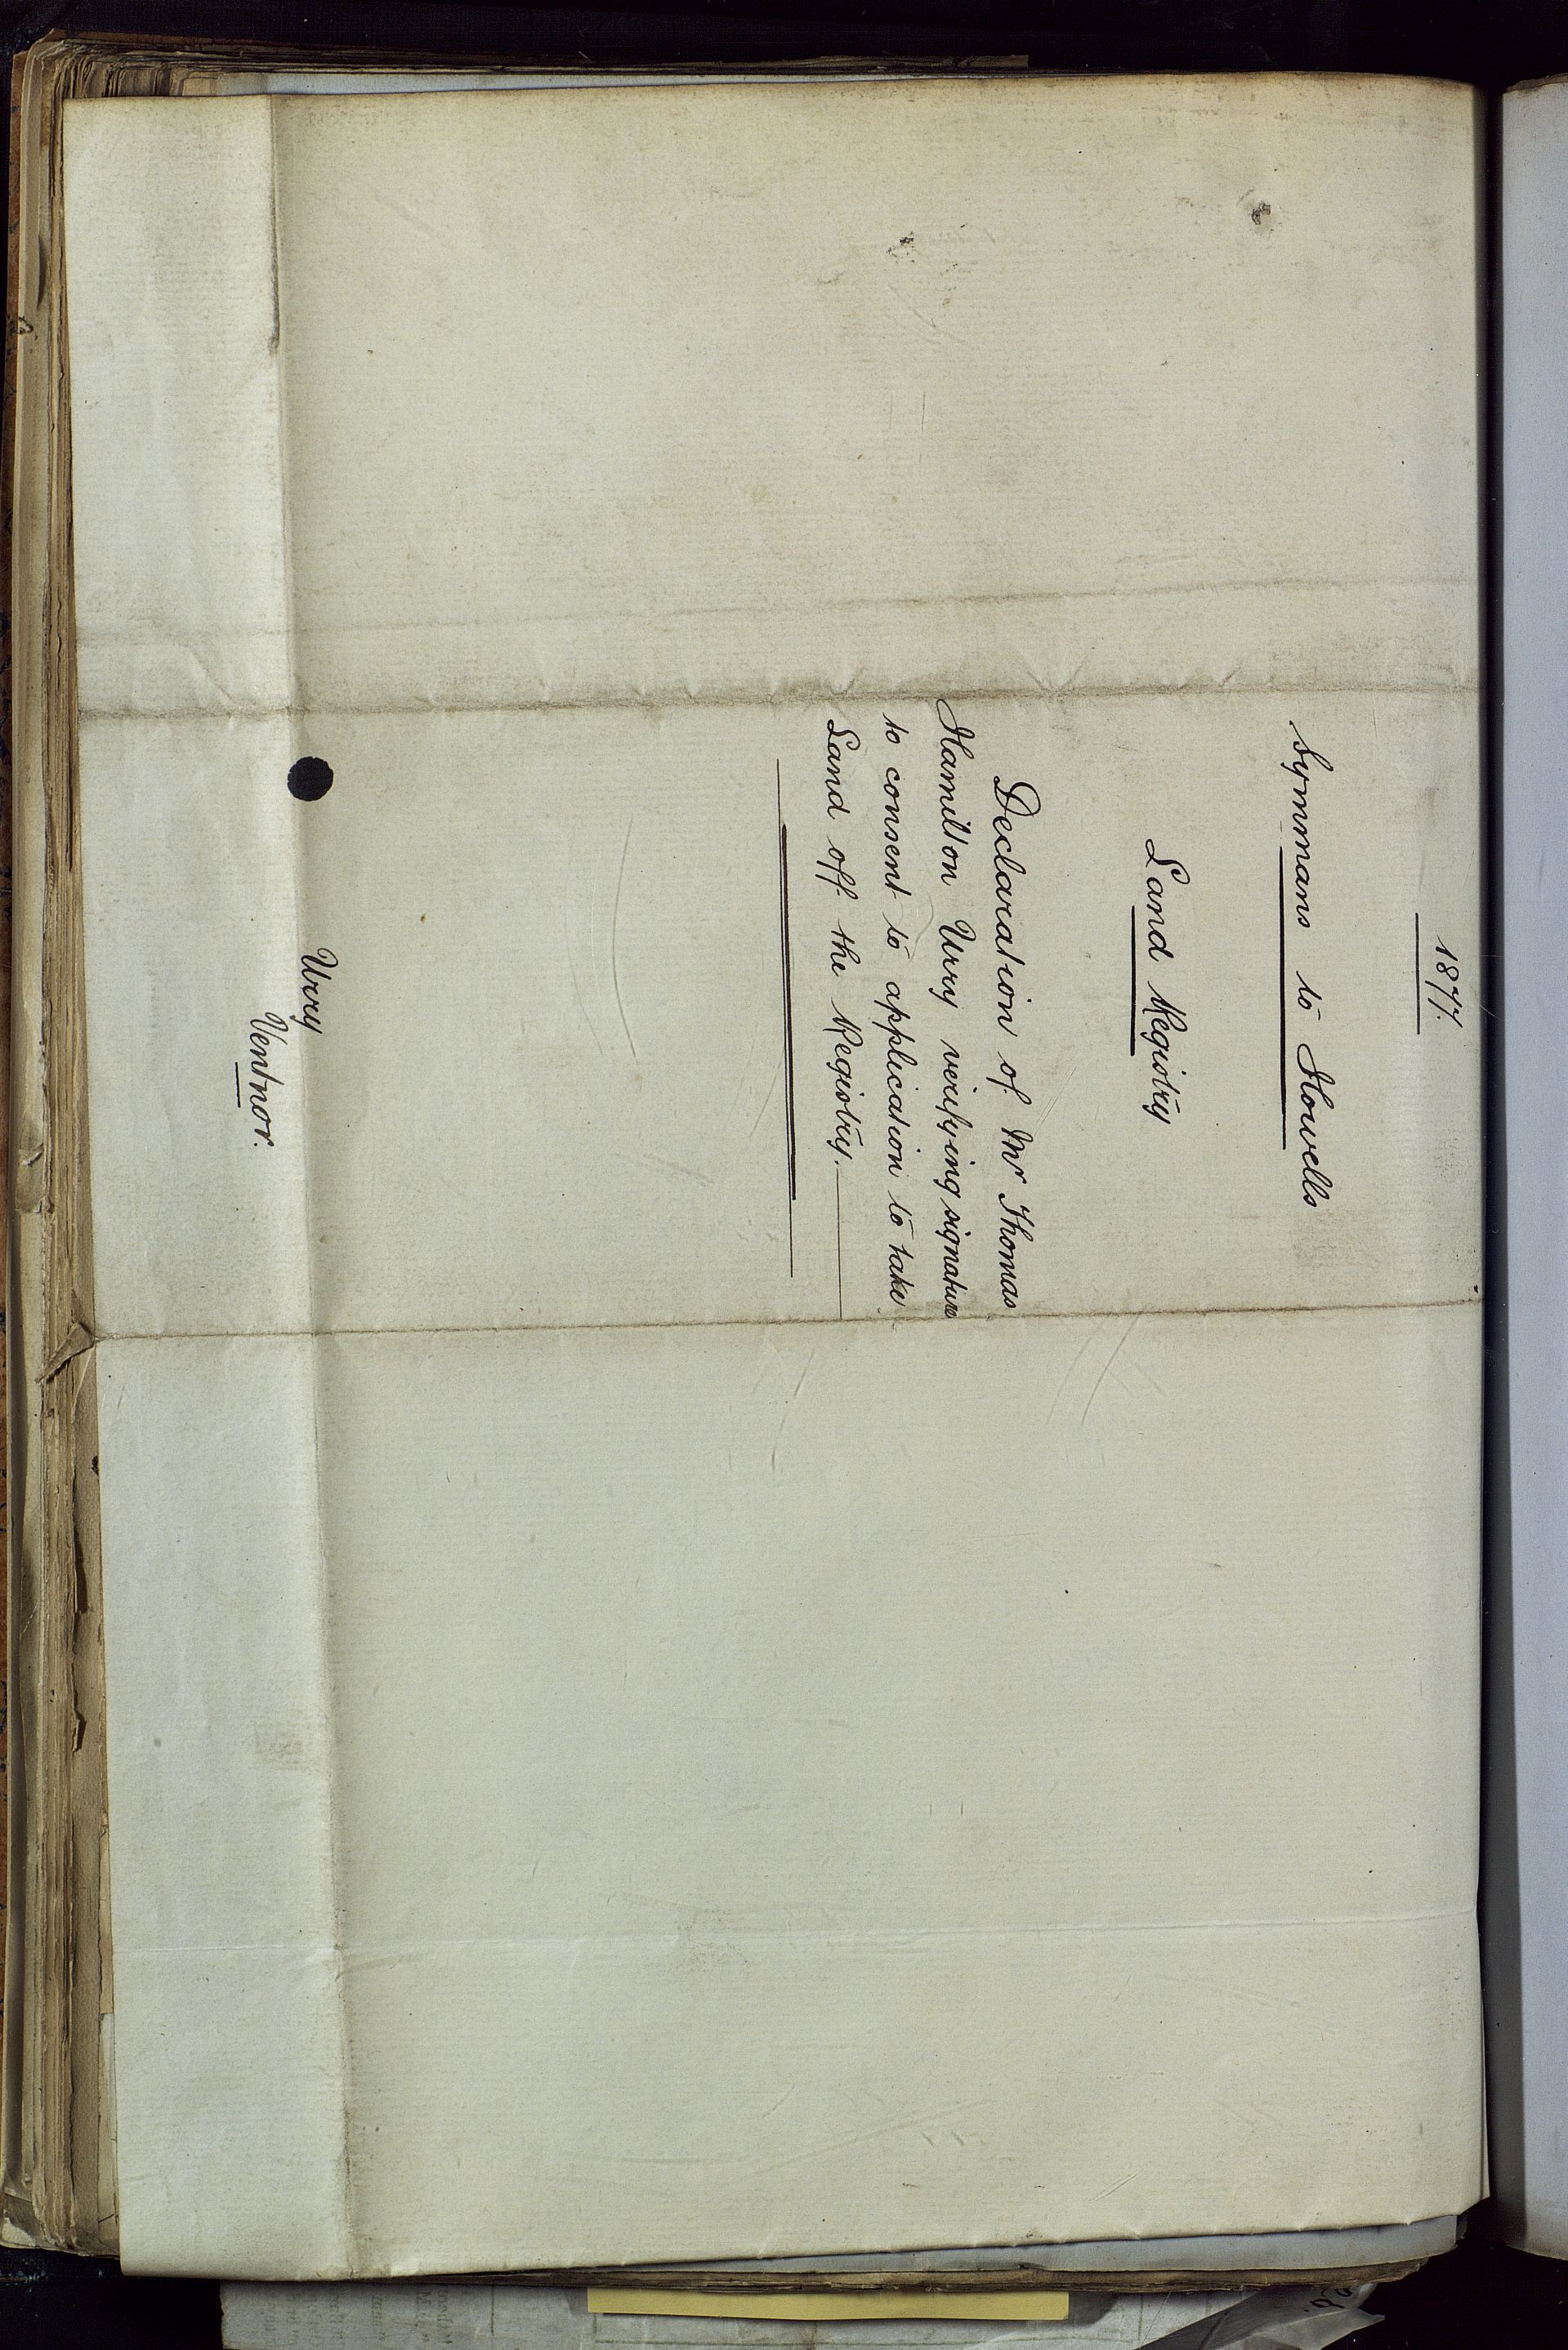 1877.
Symmans to Howells
Land Registry
Declaration of Mr Thomas
Hamilton Urry verifying signature
to consent to application to take
Land off the Registry.
Urry
Ventnor.